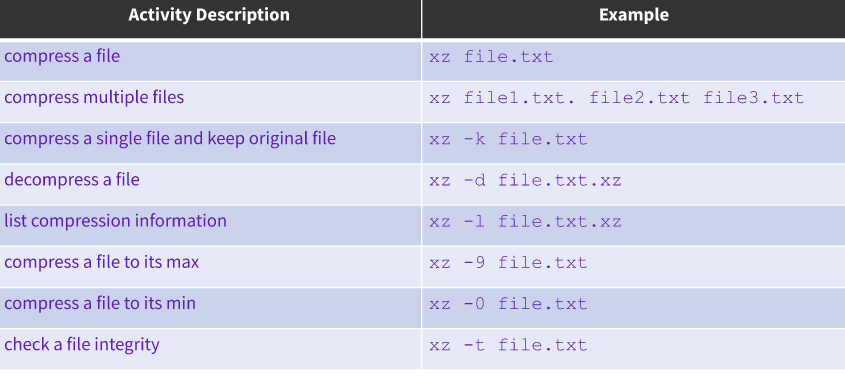 Activity Description Example
compress a file xz file.txt
compress multiple files xz file1.txt. file2.txt file3.txt
compress a single file and keep original file xz -k file.txt
decompress a file xz -d file.txt.xz
list compression information xz -l file.txt.xz
compress a file to its max xz -9 file.txt
compress a file to its min xz -0 file.txt
check a file integrity xz -t file.txt